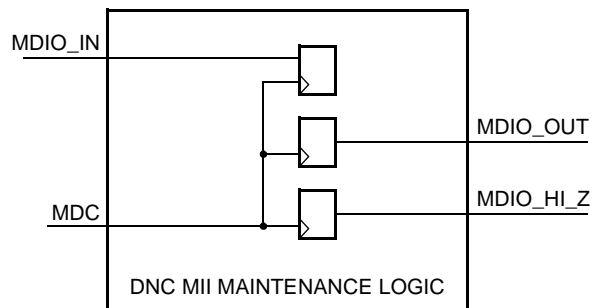 MDIO_IN
MDIO_OUT
MDIO_HI_Z
MDC
DNC MII MAINTENANCE LOGIC